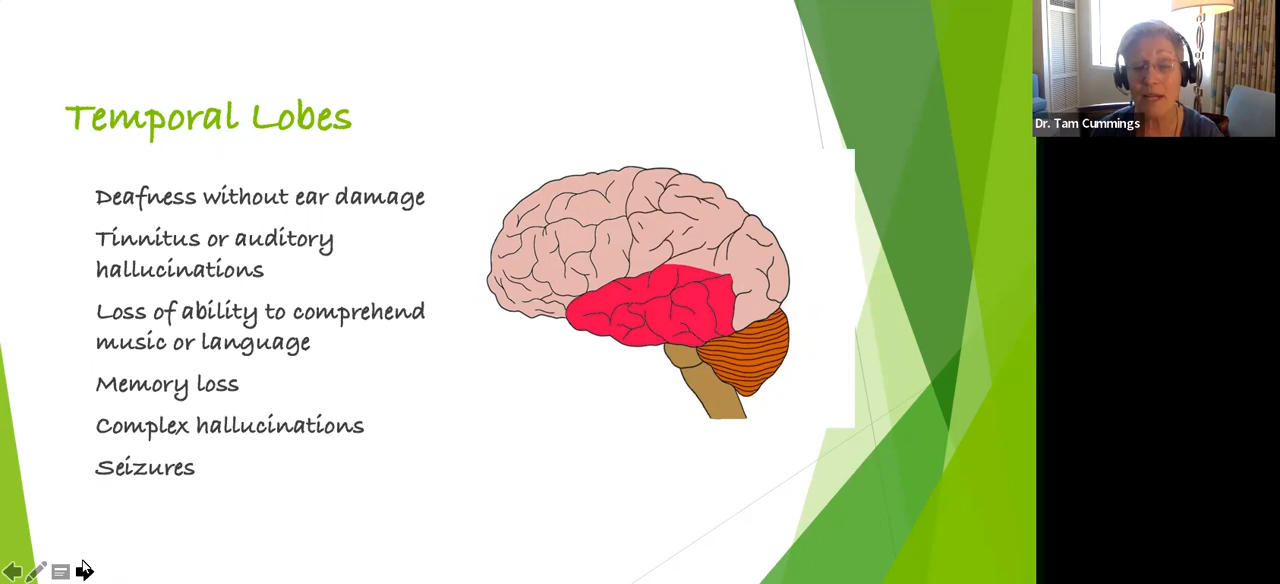 Temporal Lobes
Deafness without ear damage
Tinnitus or auditory
hallucinations
Loss of ability to comprehend
music or language
Memory loss
Complex hallucinations
Seizures
Dr. Tam Cummings